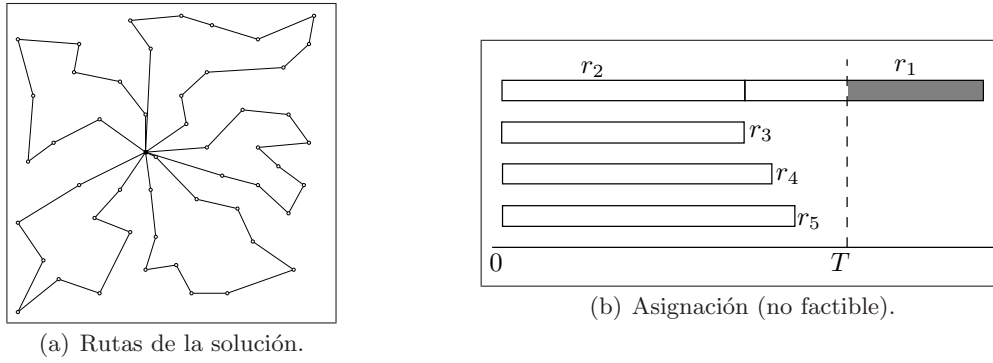 r₂ r₁
r₃
r₄
r₅
0 T
(a) Rutas de la solución.
(b) Asignación (no factible).